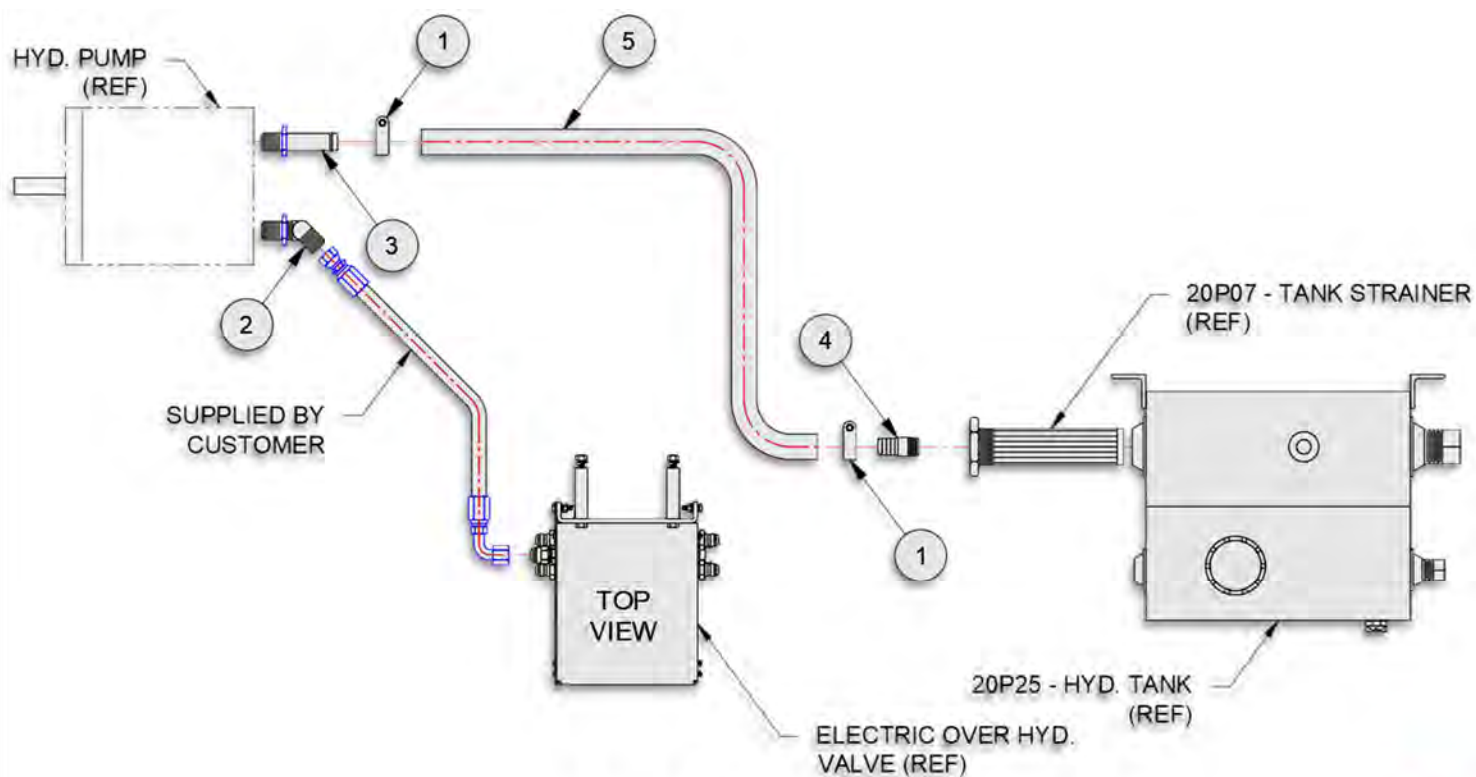 HYD. PUMP
(REF)
1
5
3
2
SUPPLIED BY
CUSTOMER
4
20P07 - TANK STRAINER
(REF)
1
TOP
VIEW
20P25 - HYD. TANK
(REF)
ELECTRIC OVER HYD.
VALVE (REF)